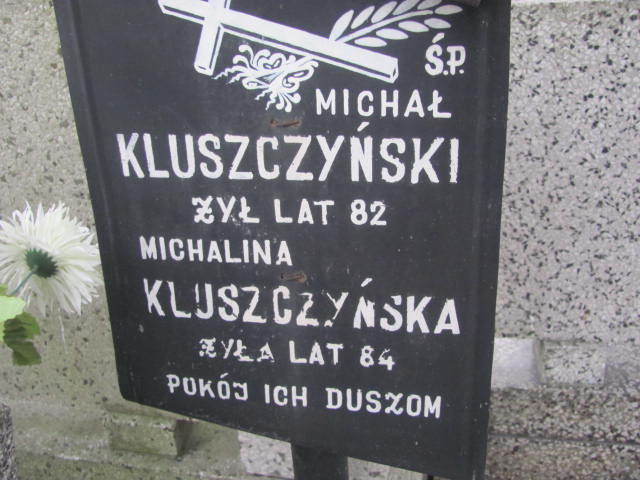 Ś.P.
MICHAŁ
KLUSZCZYŃSKI
ŻYŁ LAT 82
MICHALINA
KLUSZCZYŃSKA
ŻYŁA LAT 84
POKÓJ ICH DUSZOM